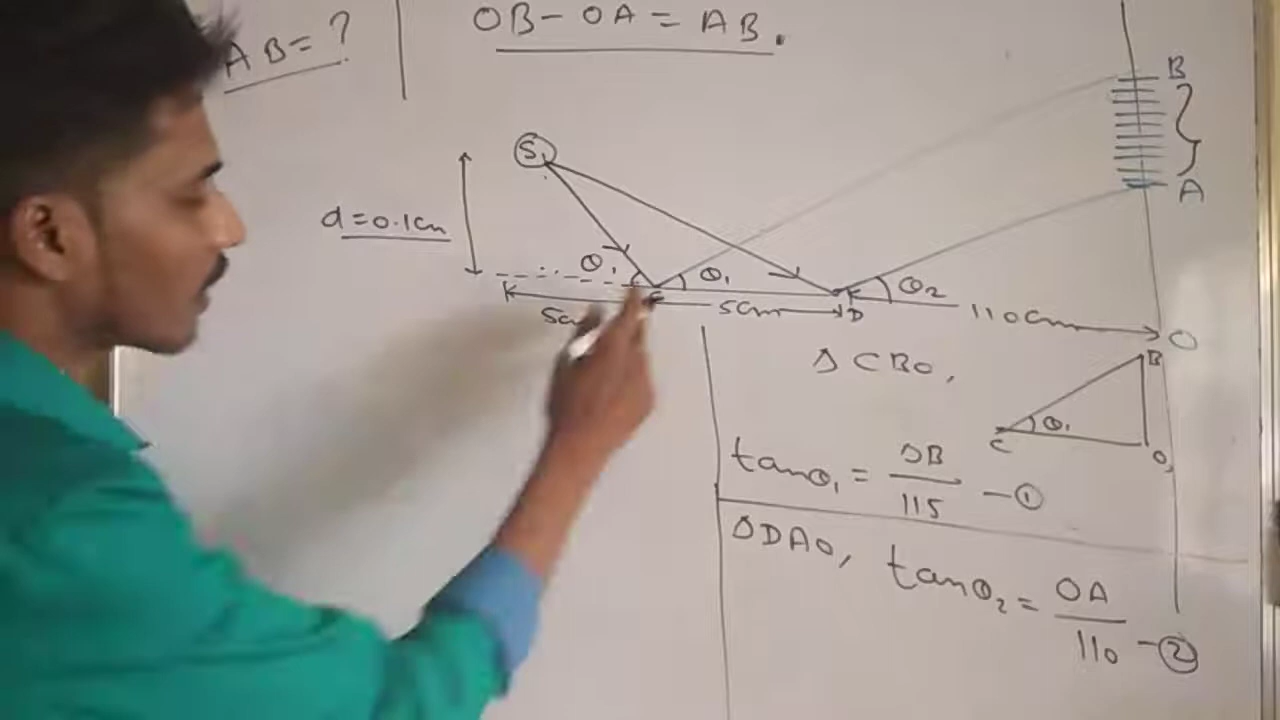 AB = ?
OB - OA = AB.
B
A
S
d = 0.1cm
θ₁
θ₁
θ₂
C
D
5cm
110cm
O
Δ CBO,
B
θ₁
C
O
tanθ₁ = OB/115 - ①
ΔDAO, tanθ₂ = OA/110 - ②